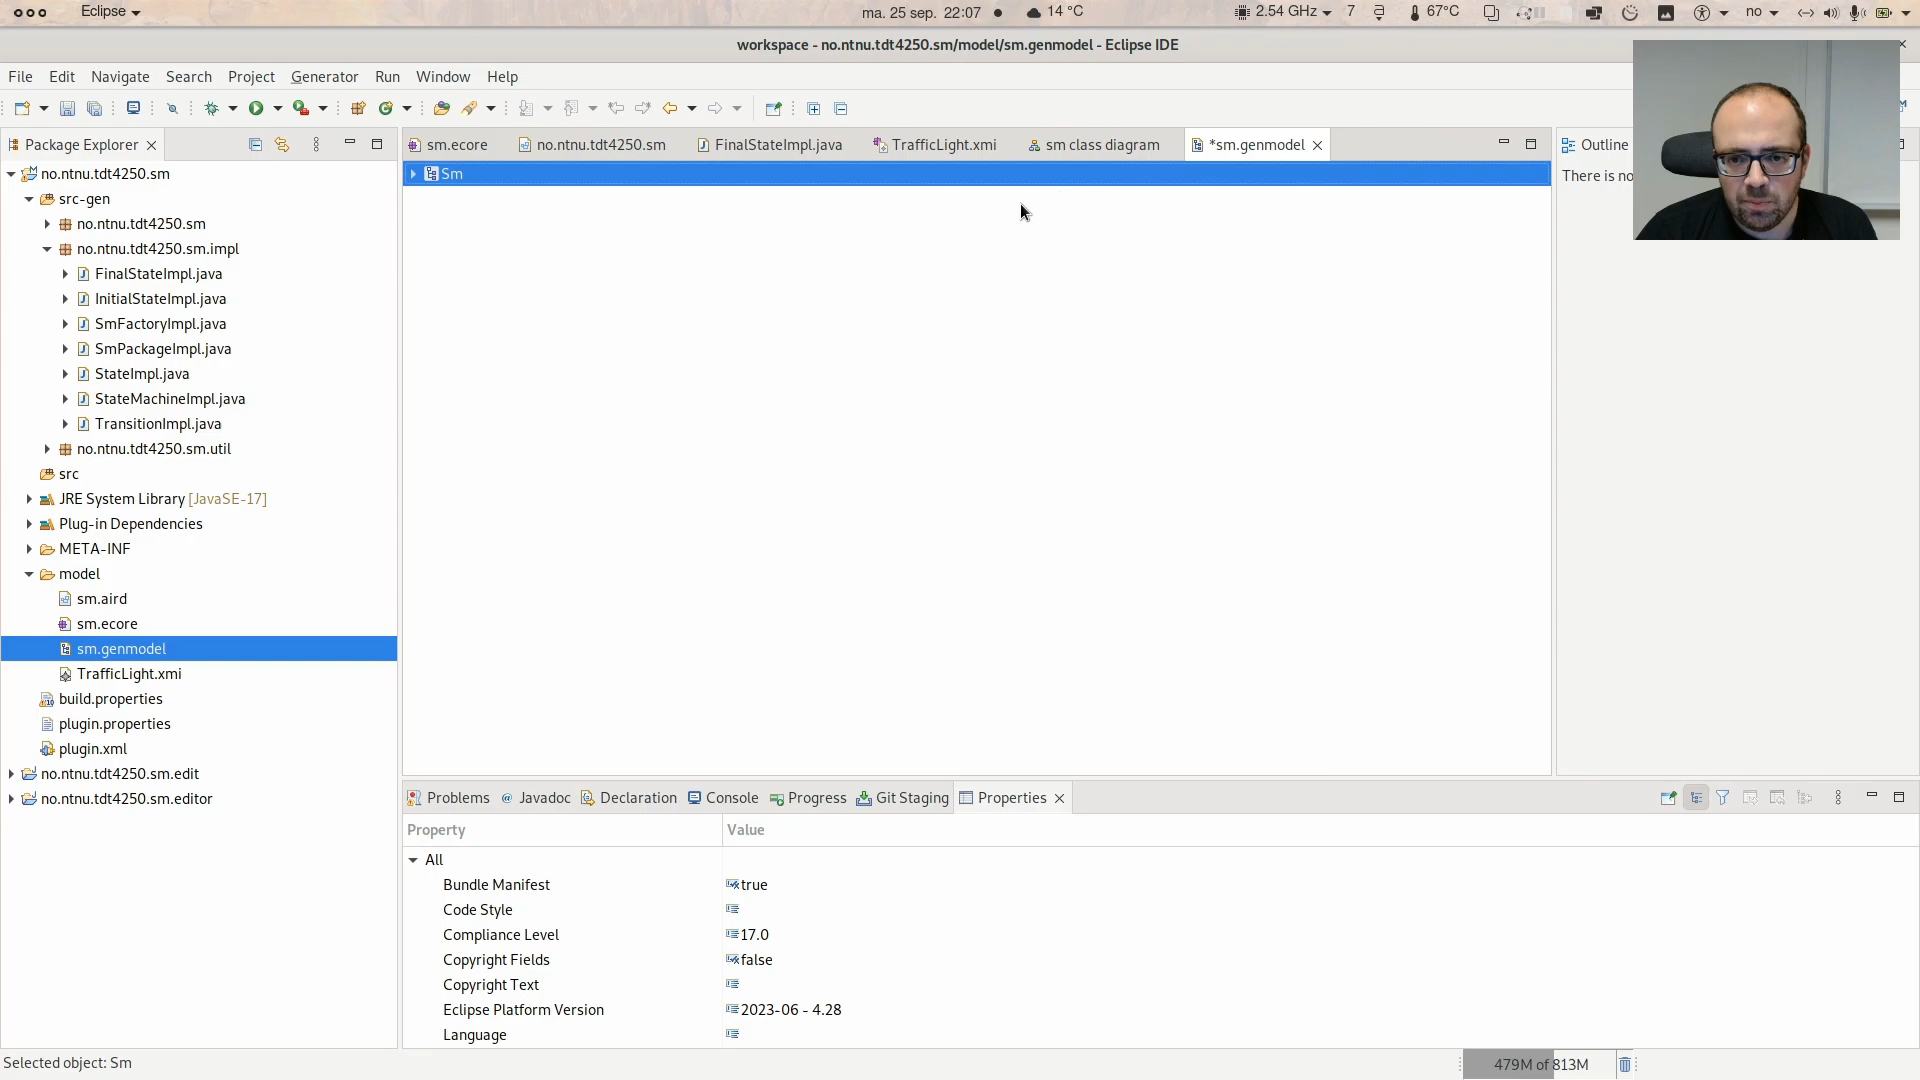 Eclipse
ma. 25 sep. 22:07
14 °C
2.54 GHz
7
67°C
no
workspace - no.ntnu.tdt4250.sm/model/sm.genmodel - Eclipse IDE
File Edit Navigate Search Project Generator Run Window Help
Package Explorer
sm.ecore
no.ntnu.tdt4250.sm
FinalStateImpl.java
TrafficLight.xmi
sm class diagram
*sm.genmodel
Outline
There is no
no.ntnu.tdt4250.sm
src-gen
no.ntnu.tdt4250.sm
no.ntnu.tdt4250.sm.impl
FinalStateImpl.java
InitialStateImpl.java
SmFactoryImpl.java
SmPackageImpl.java
StateImpl.java
StateMachineImpl.java
TransitionImpl.java
no.ntnu.tdt4250.sm.util
src
JRE System Library [JavaSE-17]
Plug-in Dependencies
META-INF
model
sm.aird
sm.ecore
sm.genmodel
TrafficLight.xmi
build.properties
plugin.properties
plugin.xml
no.ntnu.tdt4250.sm.edit
no.ntnu.tdt4250.sm.editor
Sm
Problems
Javadoc
Declaration
Console
Progress
Git Staging
Properties
Property Value
All
Bundle Manifest true
Code Style
Compliance Level 17.0
Copyright Fields false
Copyright Text
Eclipse Platform Version 2023-06 - 4.28
Language
Selected object: Sm
479M of 813M